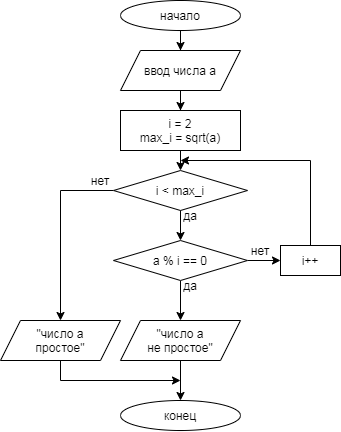 начало
ввод числа a
i = 2
max_i = sqrt(a)
нет
i < max_i
да
a % i == 0
нет
i++
да
"число a
простое"
"число a
не простое"
конец